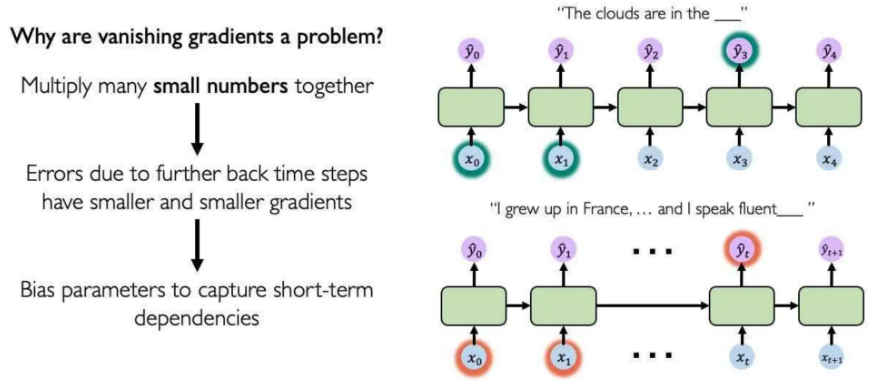 Why are vanishing gradients a problem?
Multiply many small numbers together
Errors due to further back time steps
have smaller and smaller gradients
Bias parameters to capture short-term
dependencies
"The clouds are in the ___"
ŷ₀ ŷ₁ ŷ₂ ŷ₃ ŷ₄
x₀ x₁ x₂ x₃ x₄
"I grew up in France, … and I speak fluent___ "
ŷ₀ ŷ₁ ... ŷₜ ŷₜ₊₁
x₀ x₁ ... xₜ xₜ₊₁